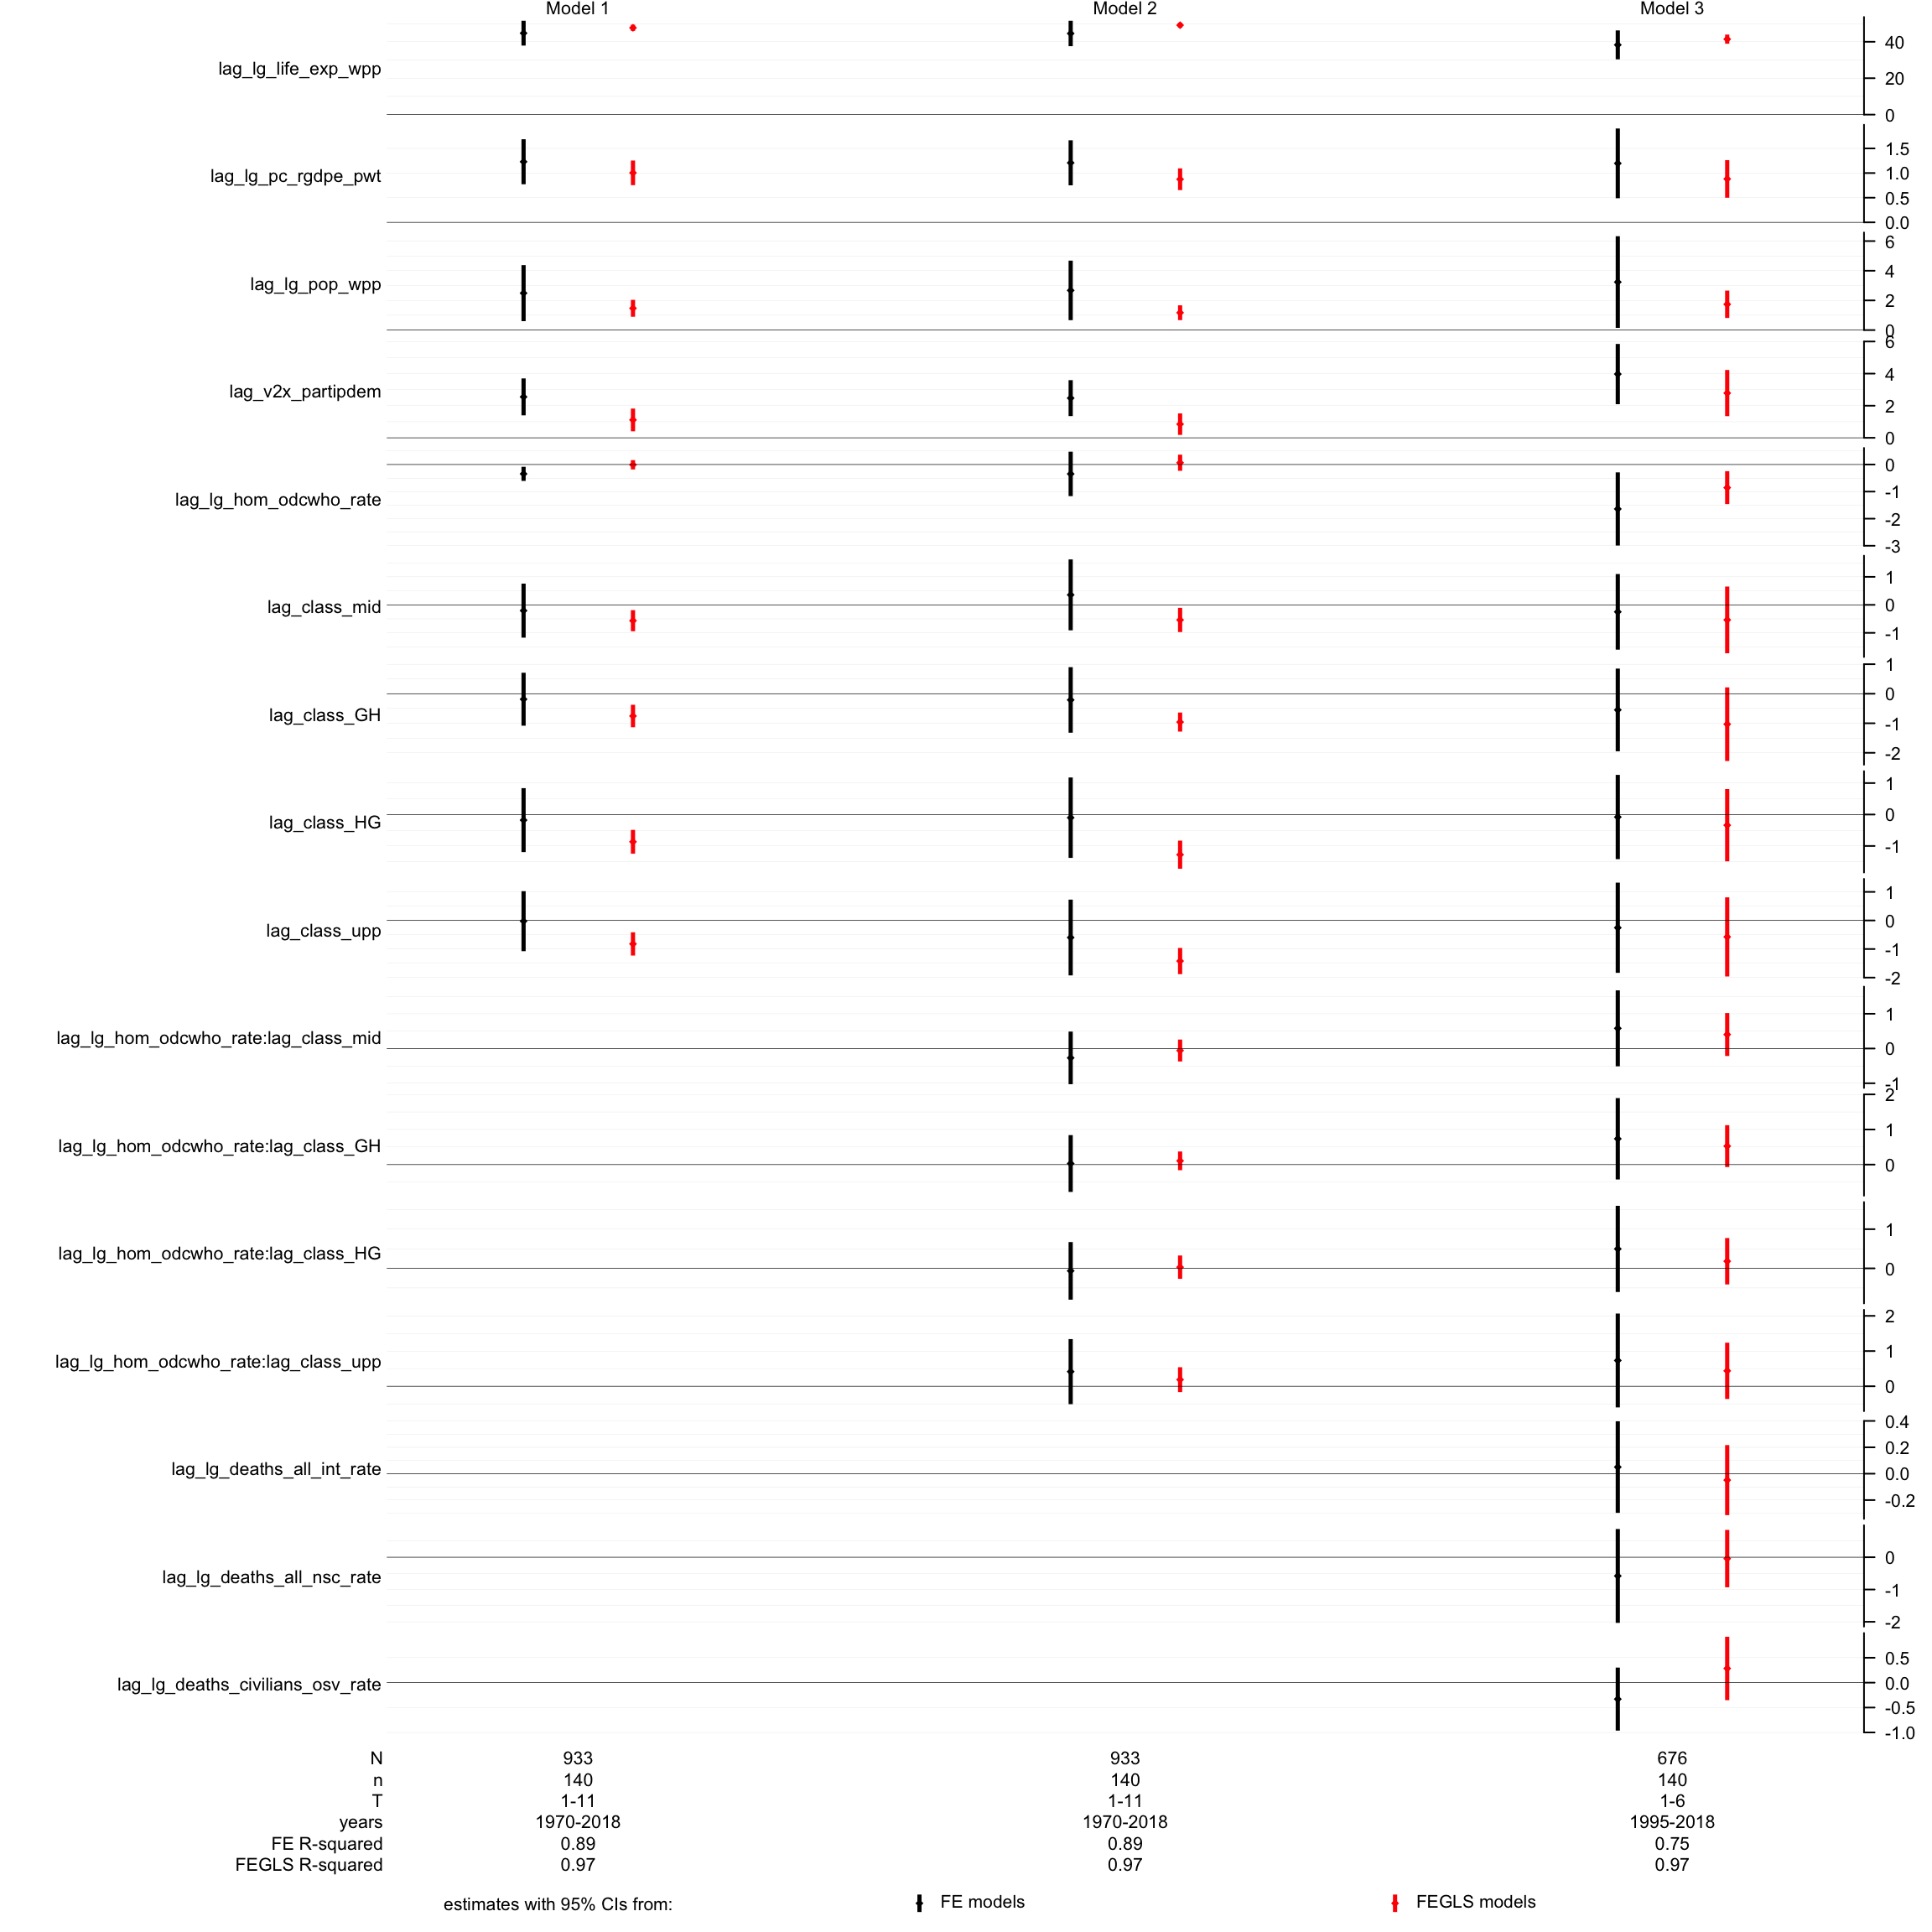 Model 1 Model 2 Model 3
lag_lg_life_exp_wpp 40 20 0
lag_lg_pc_rgdpe_pwt 1.5 1.0 0.5 0.0
lag_lg_pop_wpp 6 4 2 0
lag_v2x_partipdem 6 4 2 0
lag_lg_hom_odcwho_rate 0 -1 -2 -3
lag_class_mid 1 0 -1
lag_class_GH 1 0 -1 -2
lag_class_HG 1 0 -1
lag_class_upp 1 0 -1 -2
lag_lg_hom_odcwho_rate:lag_class_mid 1 0 -1
lag_lg_hom_odcwho_rate:lag_class_GH 2 1 0
lag_lg_hom_odcwho_rate:lag_class_HG 1 0
lag_lg_hom_odcwho_rate:lag_class_upp 2 1 0
lag_lg_deaths_all_int_rate 0.4 0.2 0.0 -0.2
lag_lg_deaths_all_nsc_rate 0 -1 -2
lag_lg_deaths_civilians_osv_rate 0.5 0.0 -0.5 -1.0
N 933 933 676
n 140 140 140
T 1-11 1-11 1-6
years 1970-2018 1970-2018 1995-2018
FE R-squared 0.89 0.89 0.75
FEGLS R-squared 0.97 0.97 0.97
estimates with 95% CIs from: FE models FEGLS models